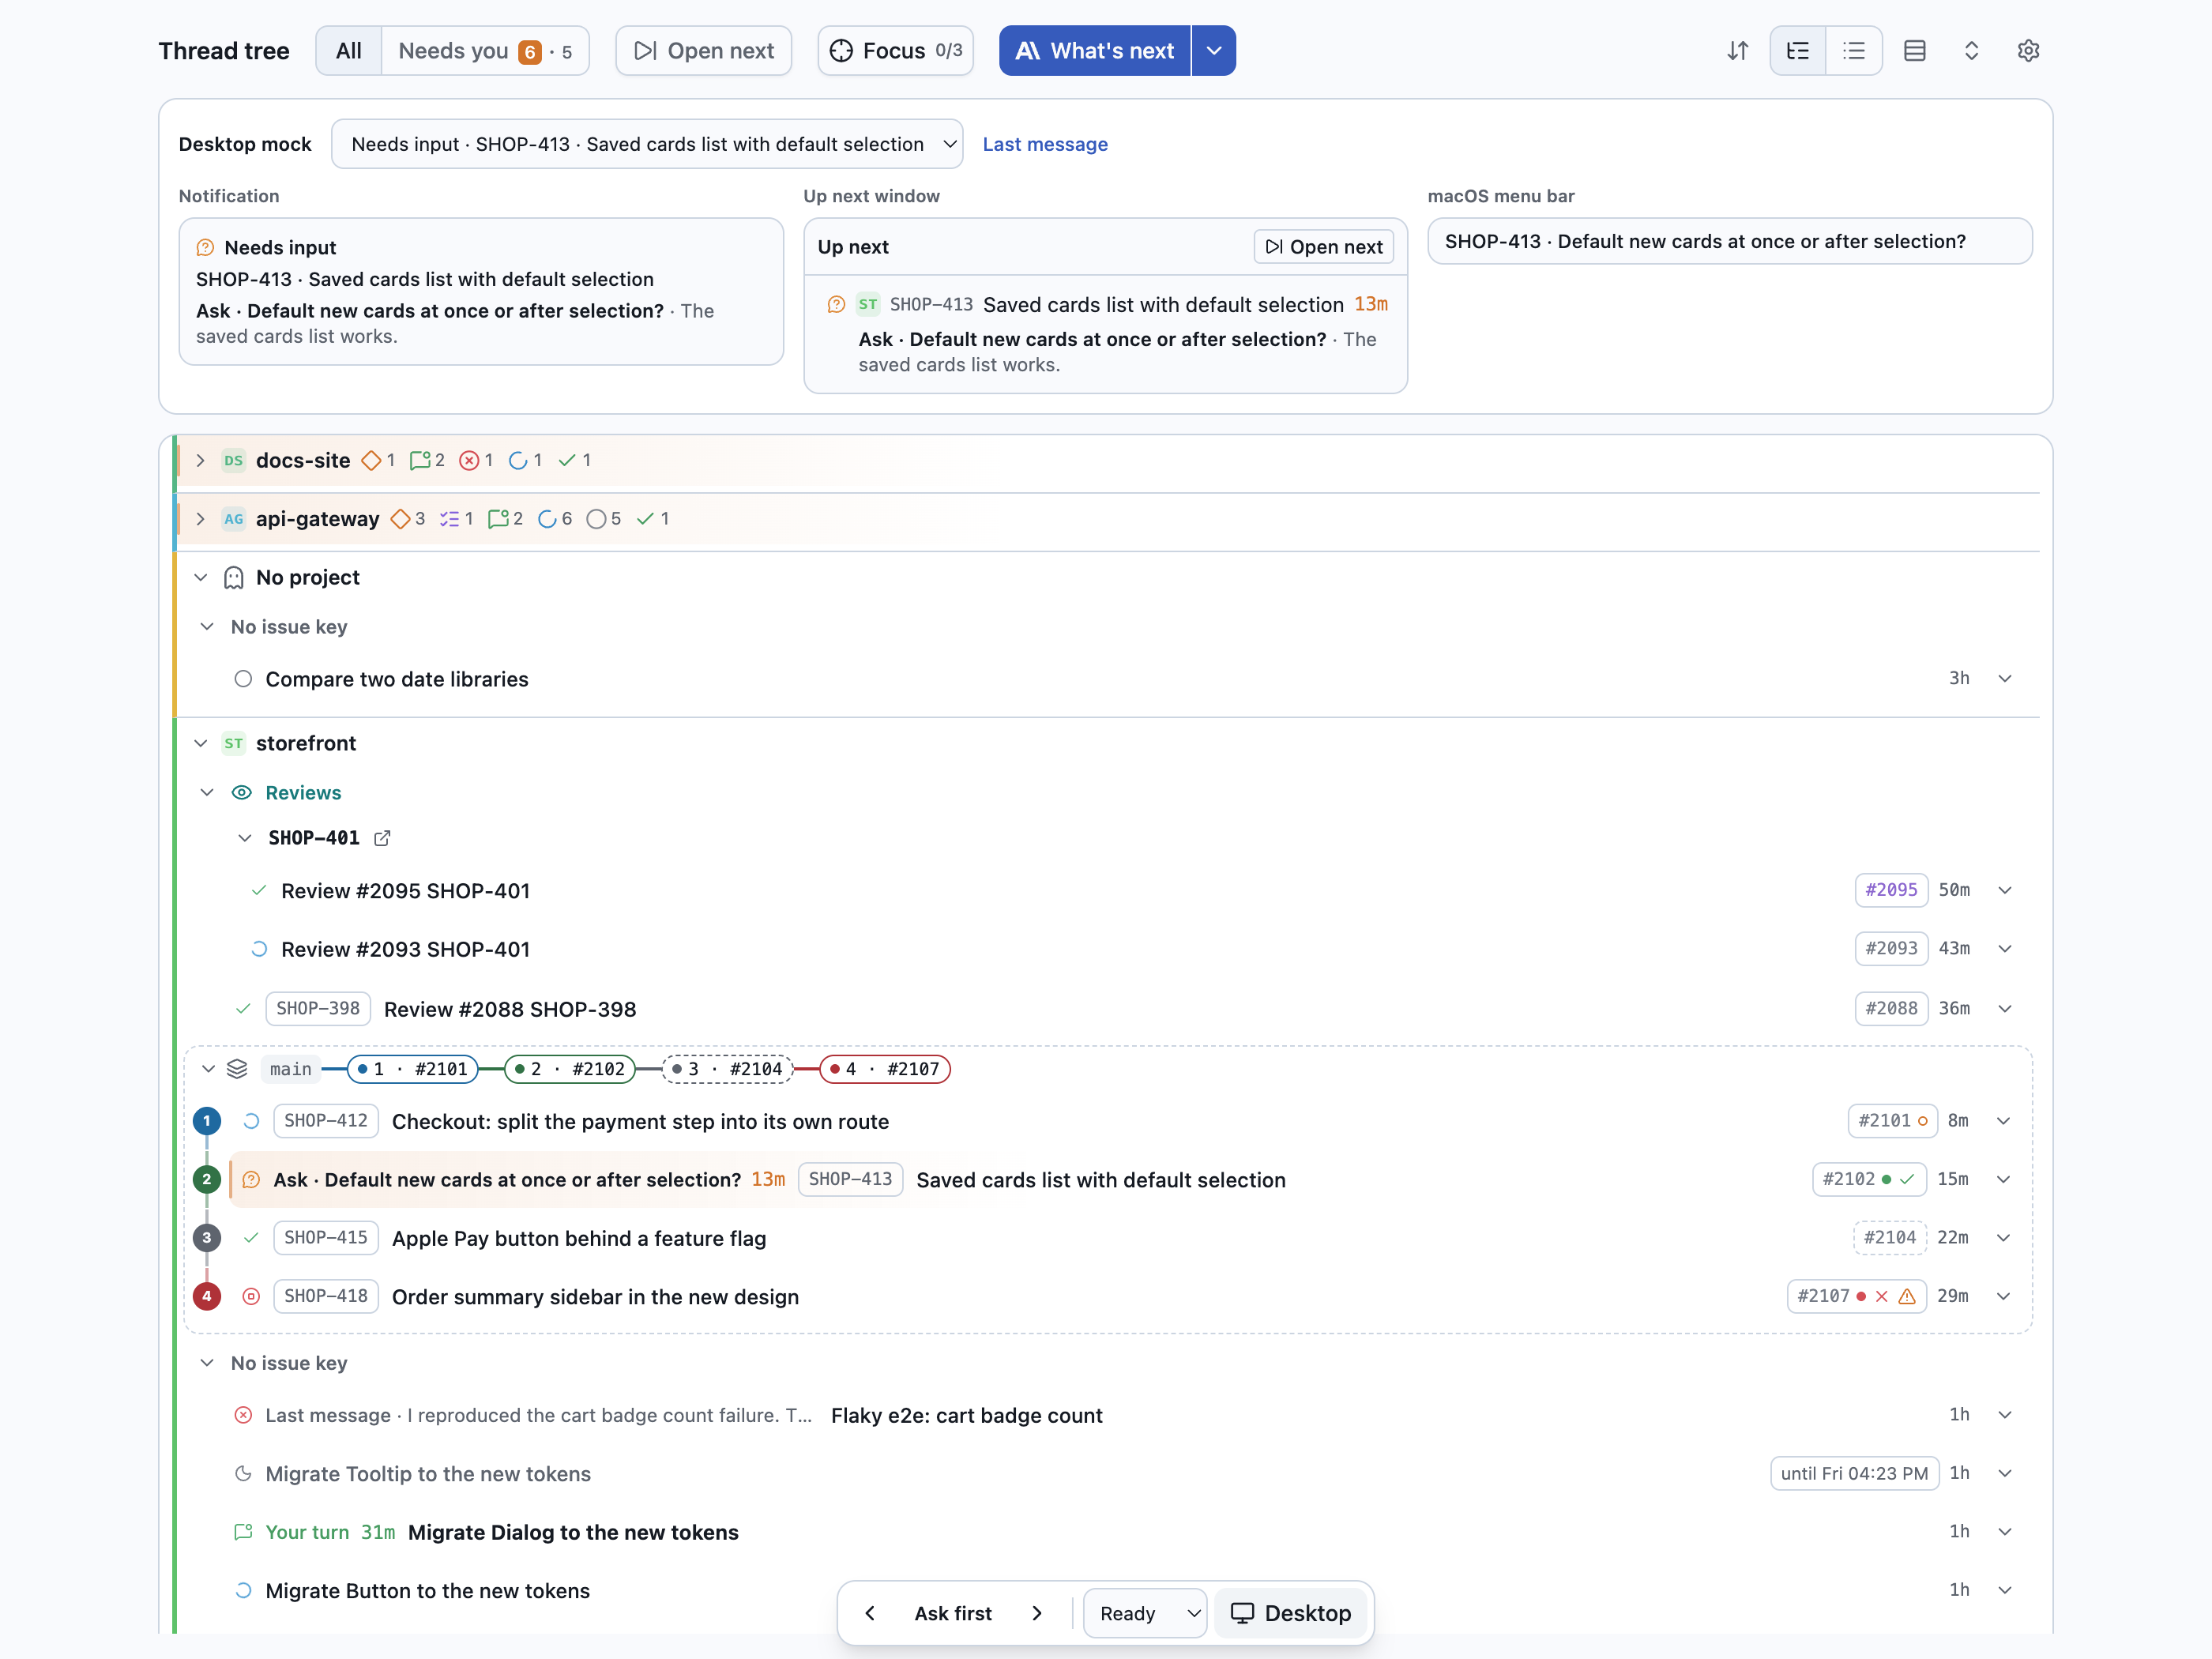 Thread tree All Needs you 6 · 5 Open next Focus 0/3 What's next
Desktop mock Needs input · SHOP-413 · Saved cards list with default selection Last message
Notification
Needs input
SHOP-413 · Saved cards list with default selection
Ask · Default new cards at once or after selection? · The
saved cards list works.
Up next window
Up next Open next
ST SHOP-413 Saved cards list with default selection 13m
Ask · Default new cards at once or after selection? · The
saved cards list works.
macOS menu bar
SHOP-413 · Default new cards at once or after selection?
DS docs-site 1 2 1 1 1
AG api-gateway 3 1 2 6 5 1
No project
No issue key
Compare two date libraries 3h
ST storefront
Reviews
SHOP-401
Review #2095 SHOP-401 #2095 50m
Review #2093 SHOP-401 #2093 43m
SHOP-398 Review #2088 SHOP-398 #2088 36m
main 1 · #2101 2 · #2102 3 · #2104 4 · #2107
1 SHOP-412 Checkout: split the payment step into its own route #2101 8m
2 Ask · Default new cards at once or after selection? 13m SHOP-413 Saved cards list with default selection #2102 15m
3 SHOP-415 Apple Pay button behind a feature flag #2104 22m
4 SHOP-418 Order summary sidebar in the new design #2107 29m
No issue key
Last message · I reproduced the cart badge count failure. T... Flaky e2e: cart badge count 1h
Migrate Tooltip to the new tokens until Fri 04:23 PM 1h
Your turn 31m Migrate Dialog to the new tokens 1h
Migrate Button to the new tokens 1h
Ask first Ready Desktop